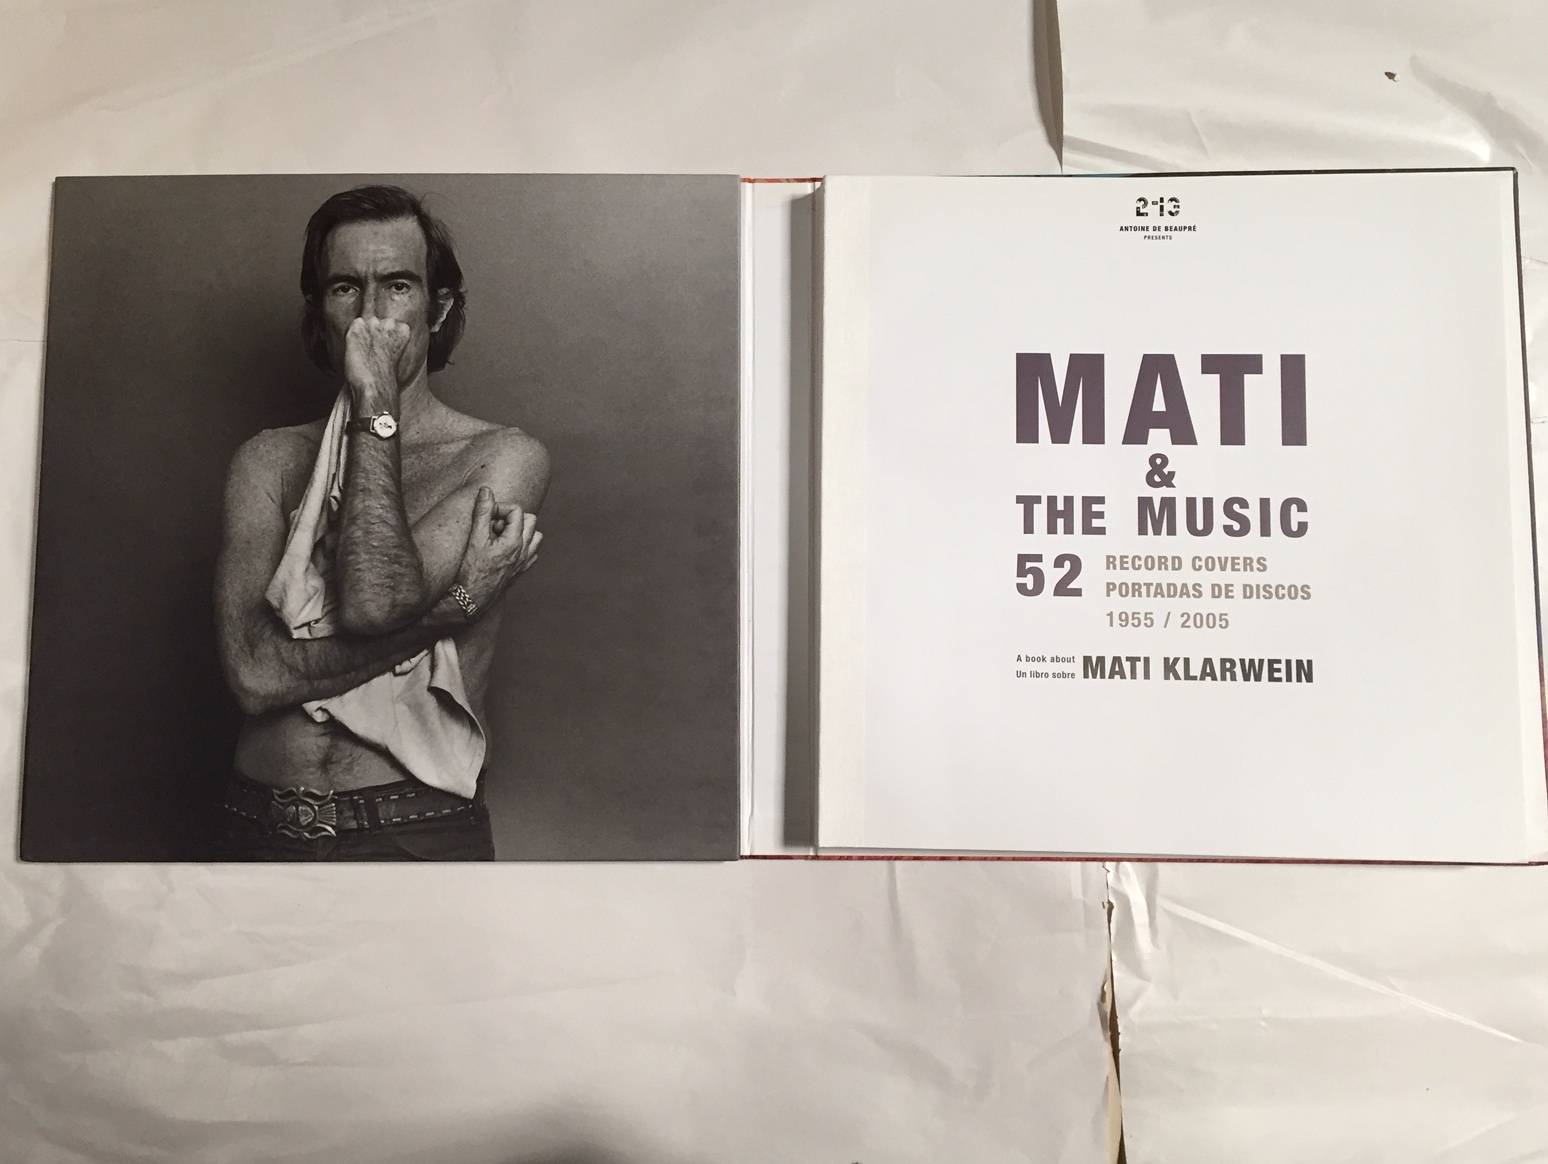 2-13
ANTOINE DE BEAUPRÉ
PRESENTS
MATI
&
THE MUSIC
52 RECORD COVERS
PORTADAS DE DISCOS
1955 / 2005
A book about
Un libro sobre
MATI KLARWEIN